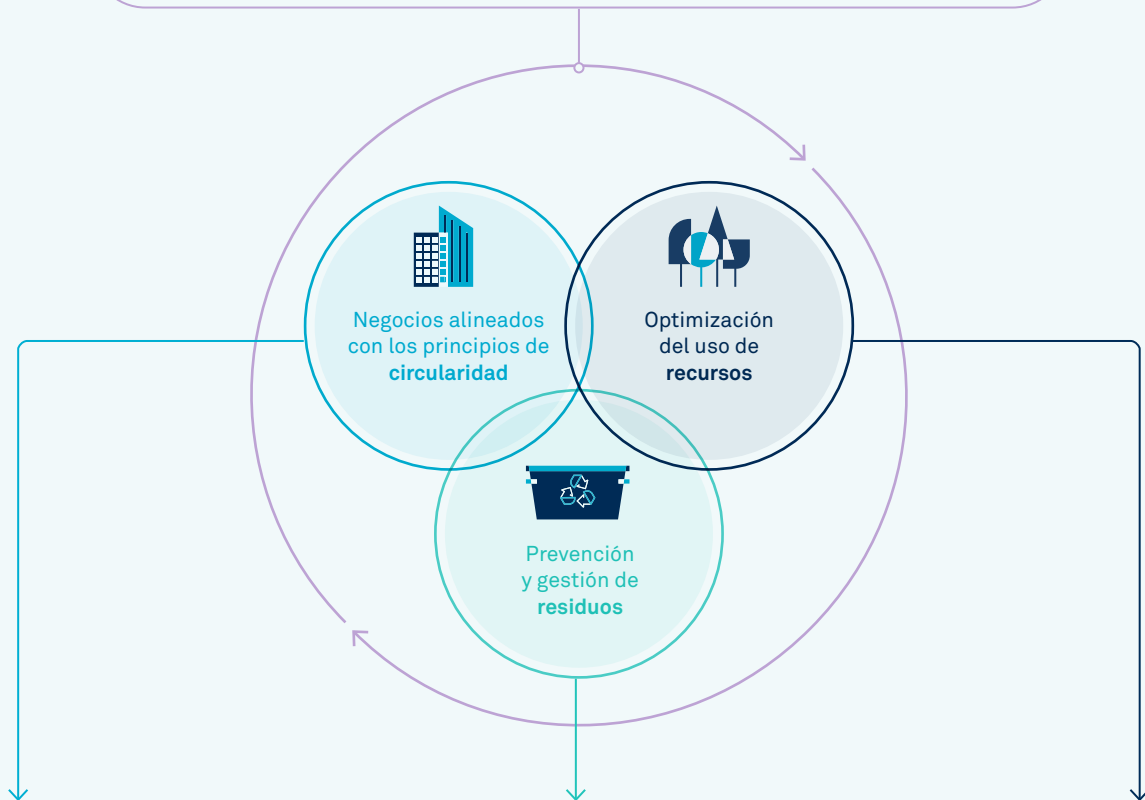 Negocios alineados
con los principios de
circularidad
Optimización
del uso de
recursos
Prevención
y gestión de
residuos